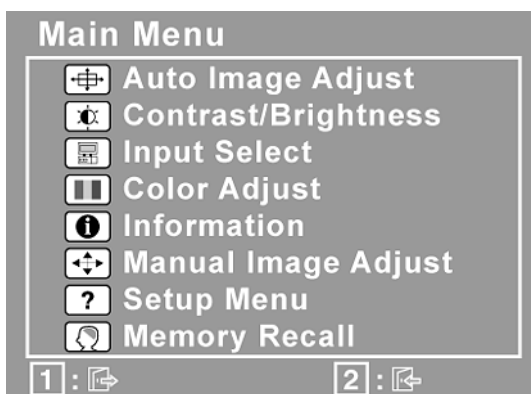 Main Menu
Auto Image Adjust
Contrast/Brightness
Input Select
Color Adjust
Information
Manual Image Adjust
? Setup Menu
Memory Recall
1 : 2 :